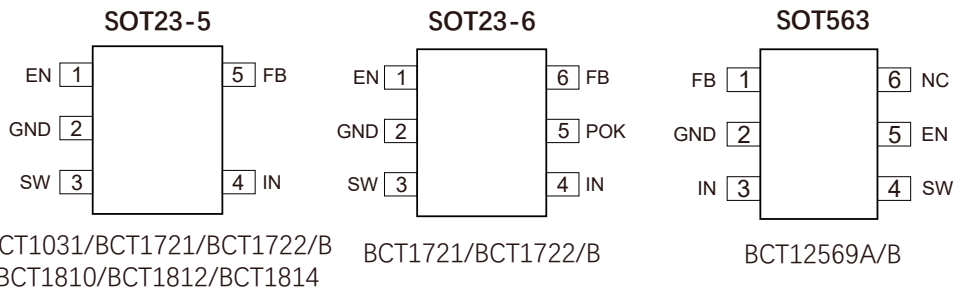 SOT23-5
EN 1
5 FB
GND 2
SW 3
4 IN
CT1031/BCT1721/BCT1722/B
BCT1810/BCT1812/BCT1814
SOT23-6
EN 1
6 FB
GND 2
5 POK
SW 3
4 IN
BCT1721/BCT1722/B
SOT563
FB 1
6 NC
GND 2
5 EN
IN 3
4 SW
BCT12569A/B